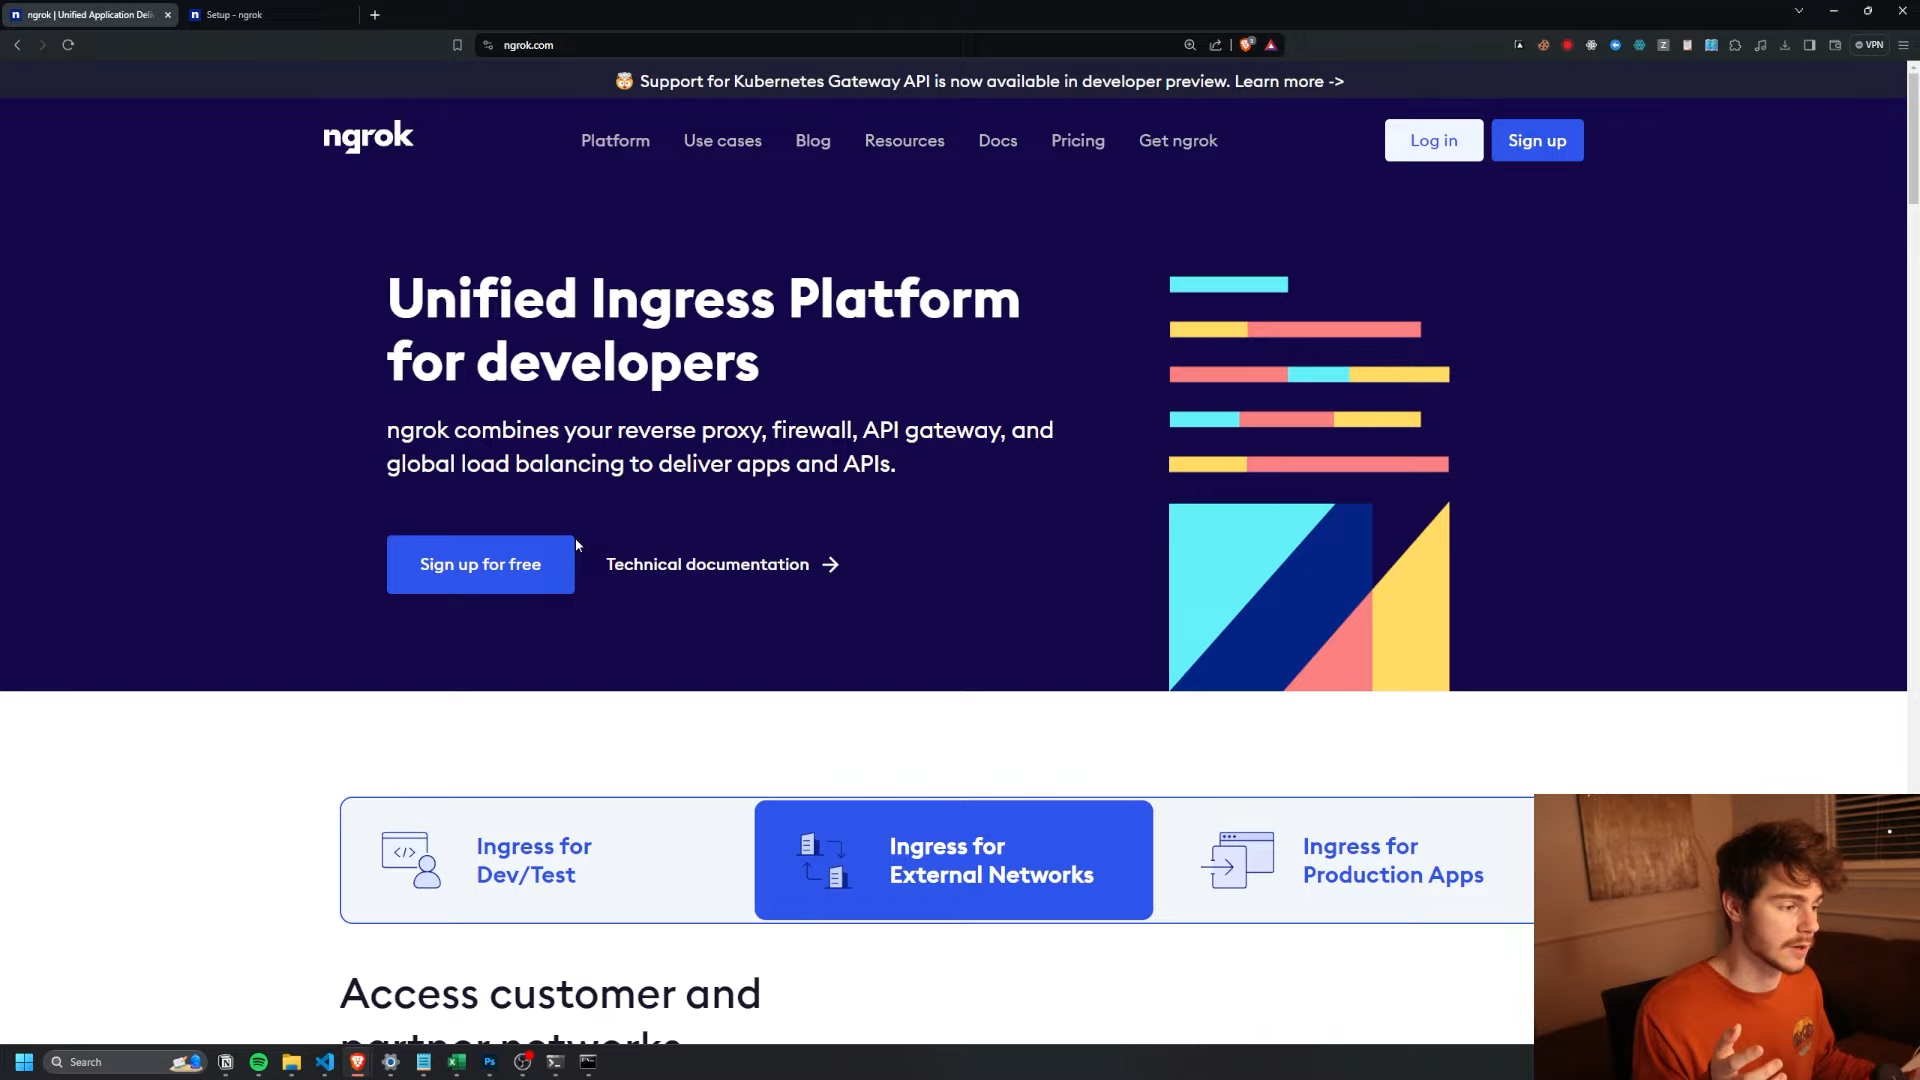 ngrok | Unified Application Deli
Setup - ngrok
ngrok.com
VPN
🤯 Support for Kubernetes Gateway API is now available in developer preview. Learn more ->
ngrok
Platform
Use cases
Blog
Resources
Docs
Pricing
Get ngrok
Log in
Sign up
Unified Ingress Platform
for developers
ngrok combines your reverse proxy, firewall, API gateway, and
global load balancing to deliver apps and APIs.
Sign up for free
Technical documentation →
Ingress for
Dev/Test
Ingress for
External Networks
Ingress for
Production Apps
Access customer and
partner networks
Search